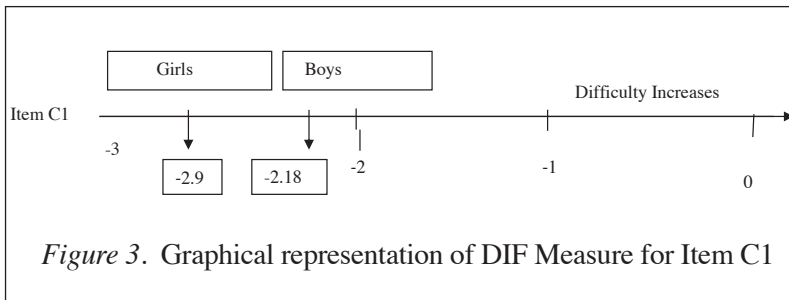 Girls Boys
Difficulty Increases
Item C1
-3 -2 -1 0
-2.9 -2.18
Figure 3. Graphical representation of DIF Measure for Item C1